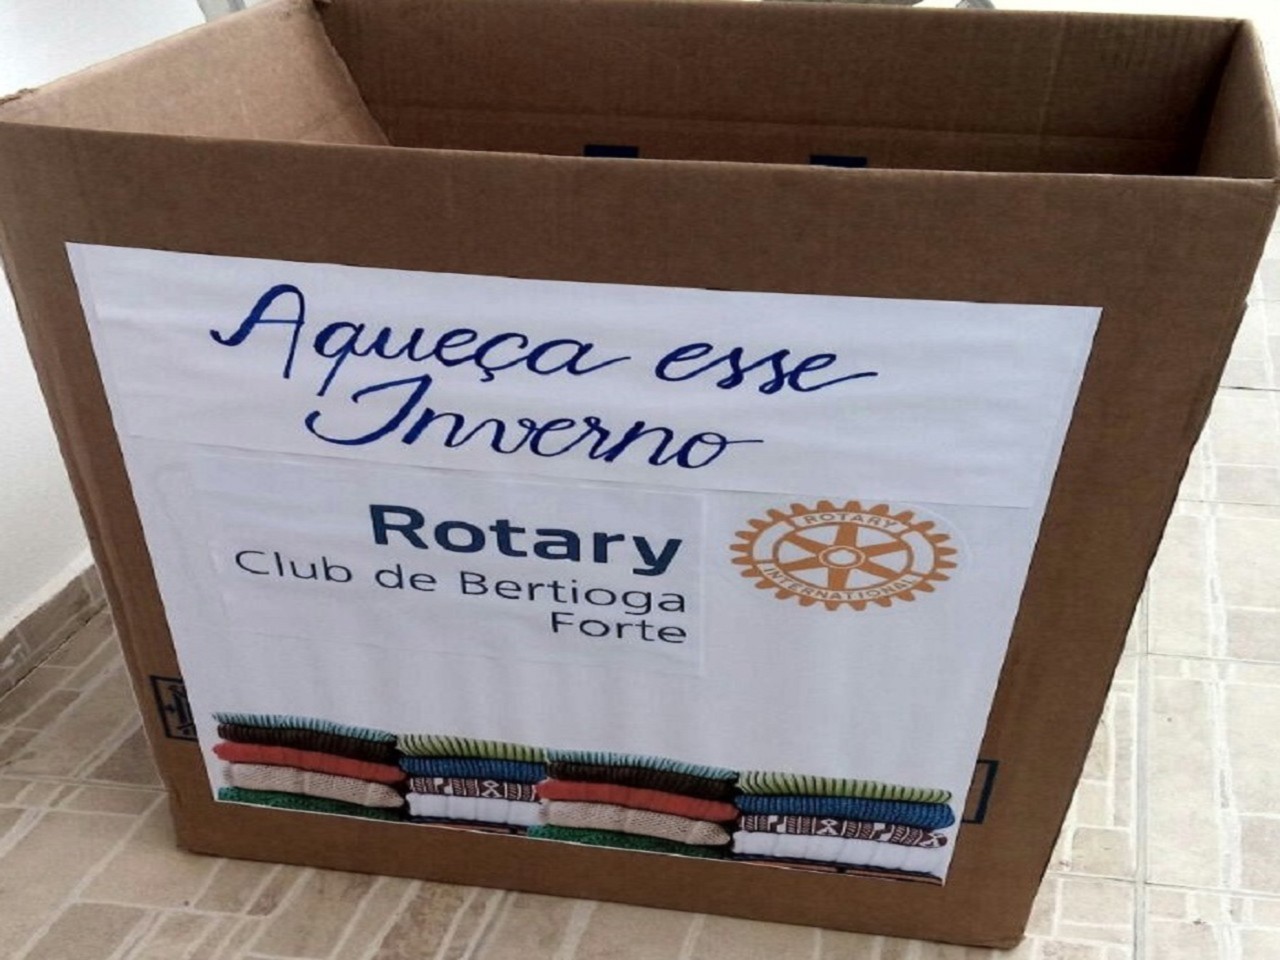 Aqueça esse
Inverno
Rotary
Club de Bertioga
Forte
ROTARY
INTERNATIONAL